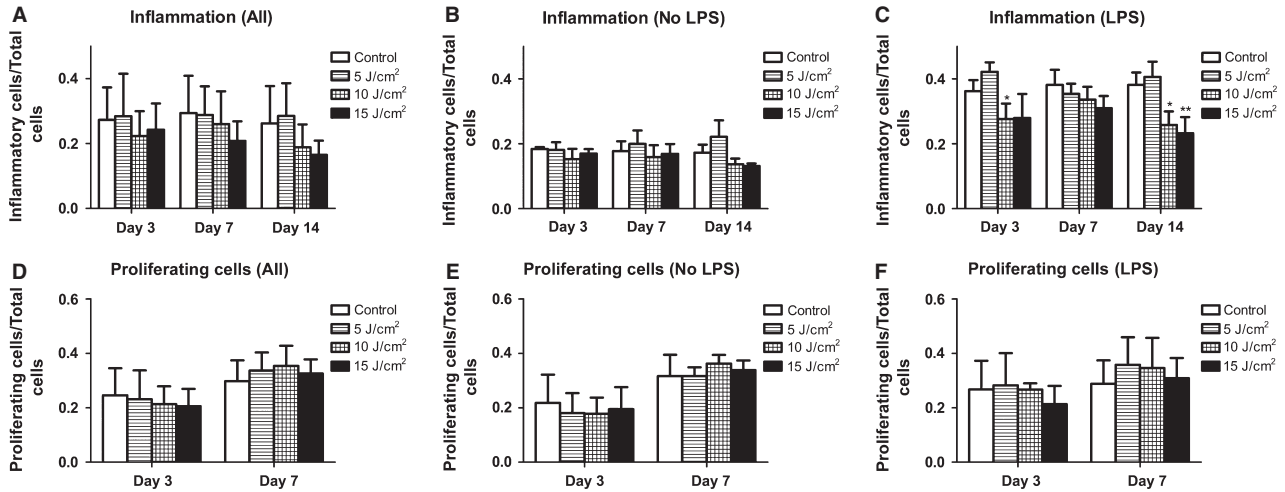 A Inflammation (All)
Inflammatory cells/Total
cells
0.4
0.2
0.0
Day 3 Day 7 Day 14
Control
5 J/cm²
10 J/cm²
15 J/cm²
B Inflammation (No LPS)
Inflammatory cells/Total
cells
0.4
0.2
0.0
Day 3 Day 7 Day 14
Control
5 J/cm²
10 J/cm²
15 J/cm²
C Inflammation (LPS)
Inflammatory cells/Total
cells
0.4
0.2
0.0
*
* **
Day 3 Day 7 Day 14
Control
5 J/cm²
10 J/cm²
15 J/cm²
D Proliferating cells (All)
Proliferating cells/Total
cells
0.6
0.4
0.2
0.0
Day 3 Day 7
Control
5 J/cm²
10 J/cm²
15 J/cm²
E Proliferating cells (No LPS)
Proliferating cells/Total
cells
0.6
0.4
0.2
0.0
Day 3 Day 7
Control
5 J/cm²
10 J/cm²
15 J/cm²
F Proliferating cells (LPS)
Proliferating cells/Total
cells
0.6
0.4
0.2
0.0
Day 3 Day 7
Control
5 J/cm²
10 J/cm²
15 J/cm²